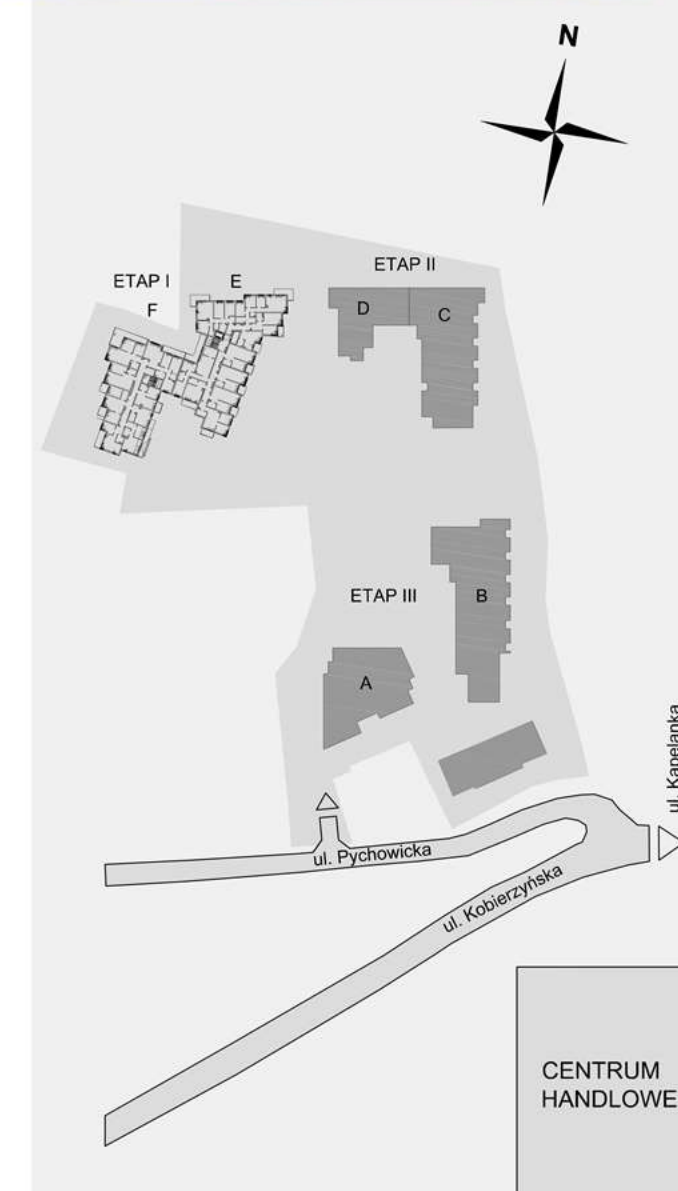 N
ETAP II
ETAP I
E
F
D
C
ETAP III
B
A
ul. Kapelanka
ul. Pychowicka
ul. Kobierzyńska
CENTRUM
HANDLOWE